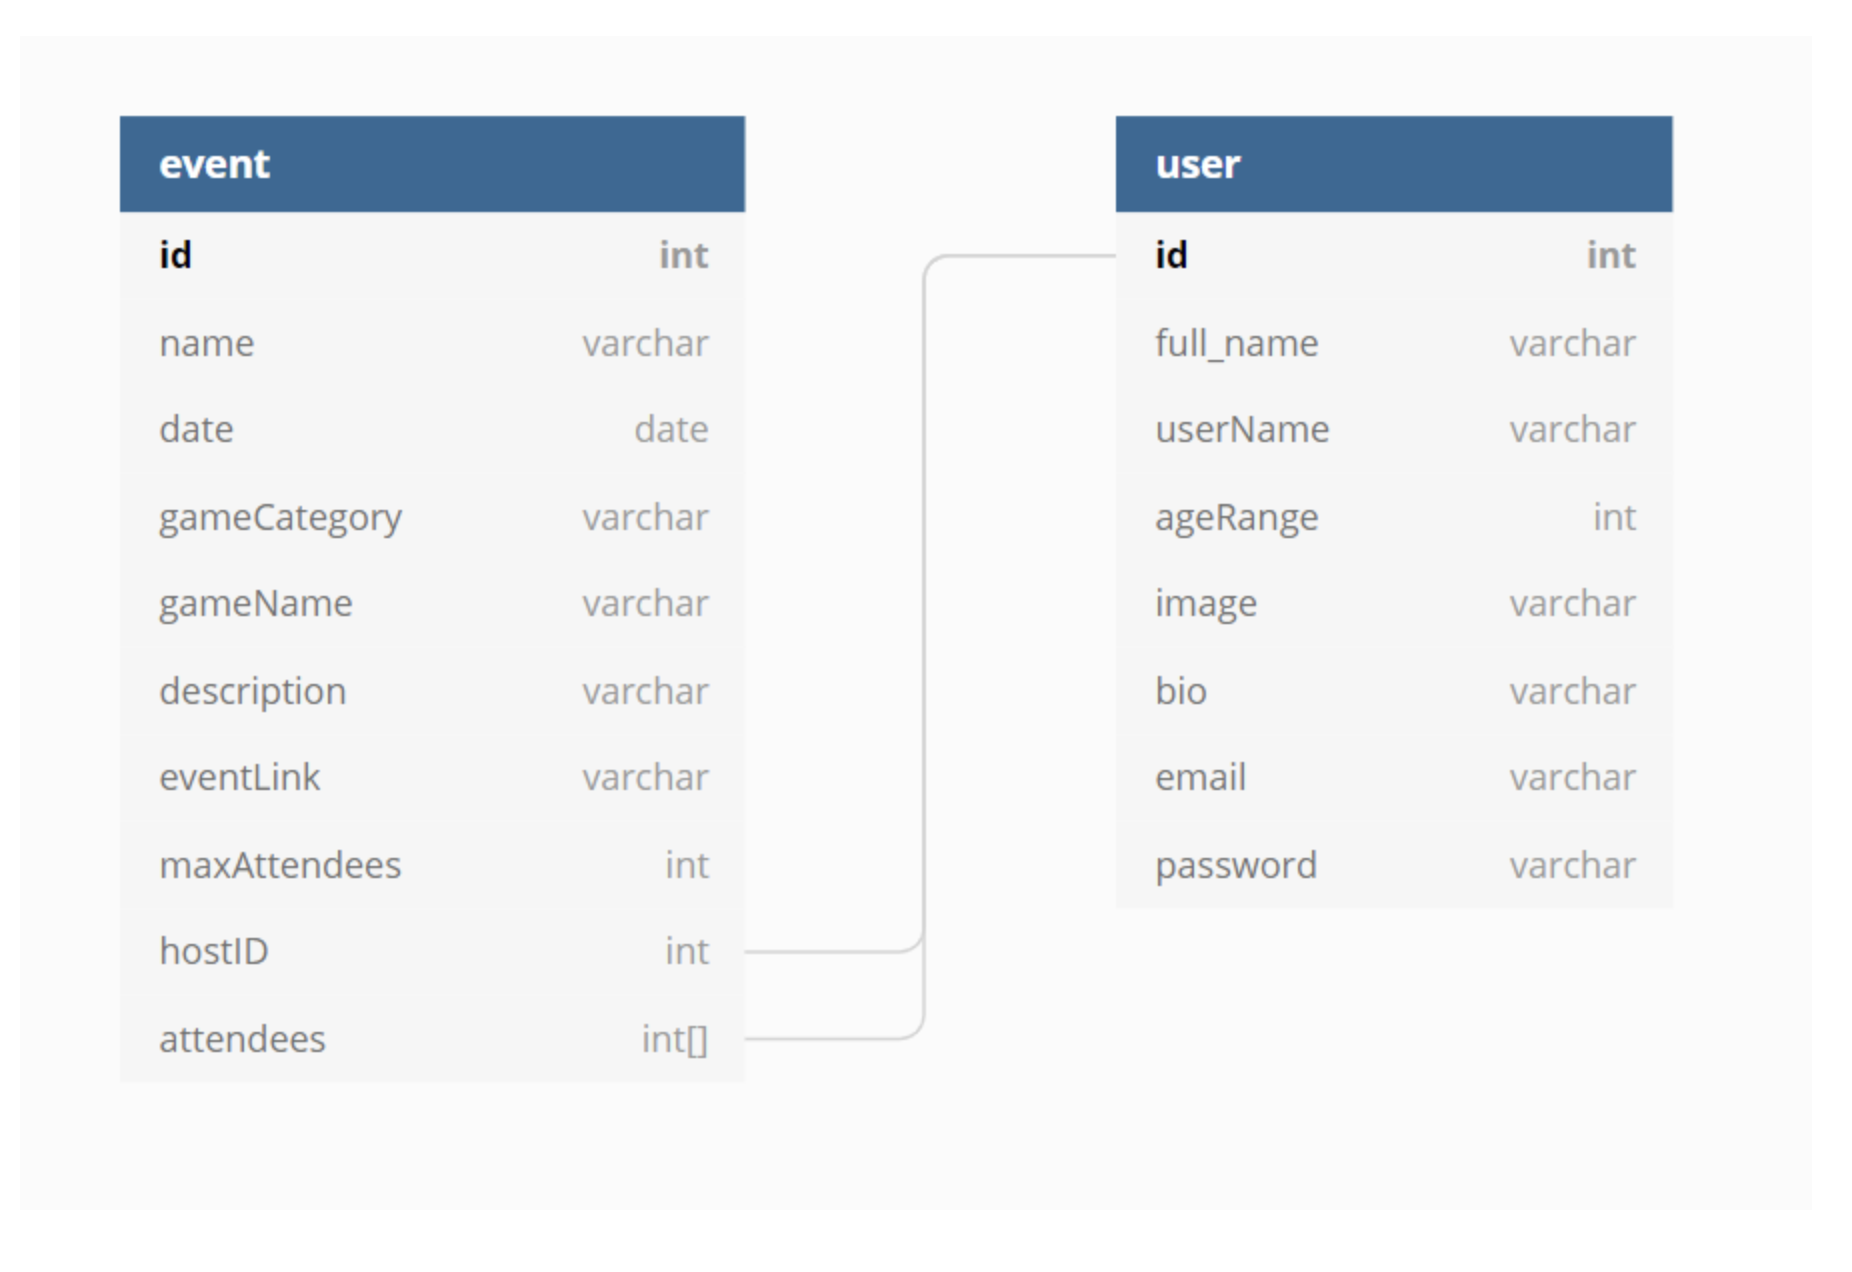 event
id int
name varchar
date date
gameCategory varchar
gameName varchar
description varchar
eventLink varchar
maxAttendees int
hostID int
attendees int[]
user
id int
full_name varchar
userName varchar
ageRange int
image varchar
bio varchar
email varchar
password varchar